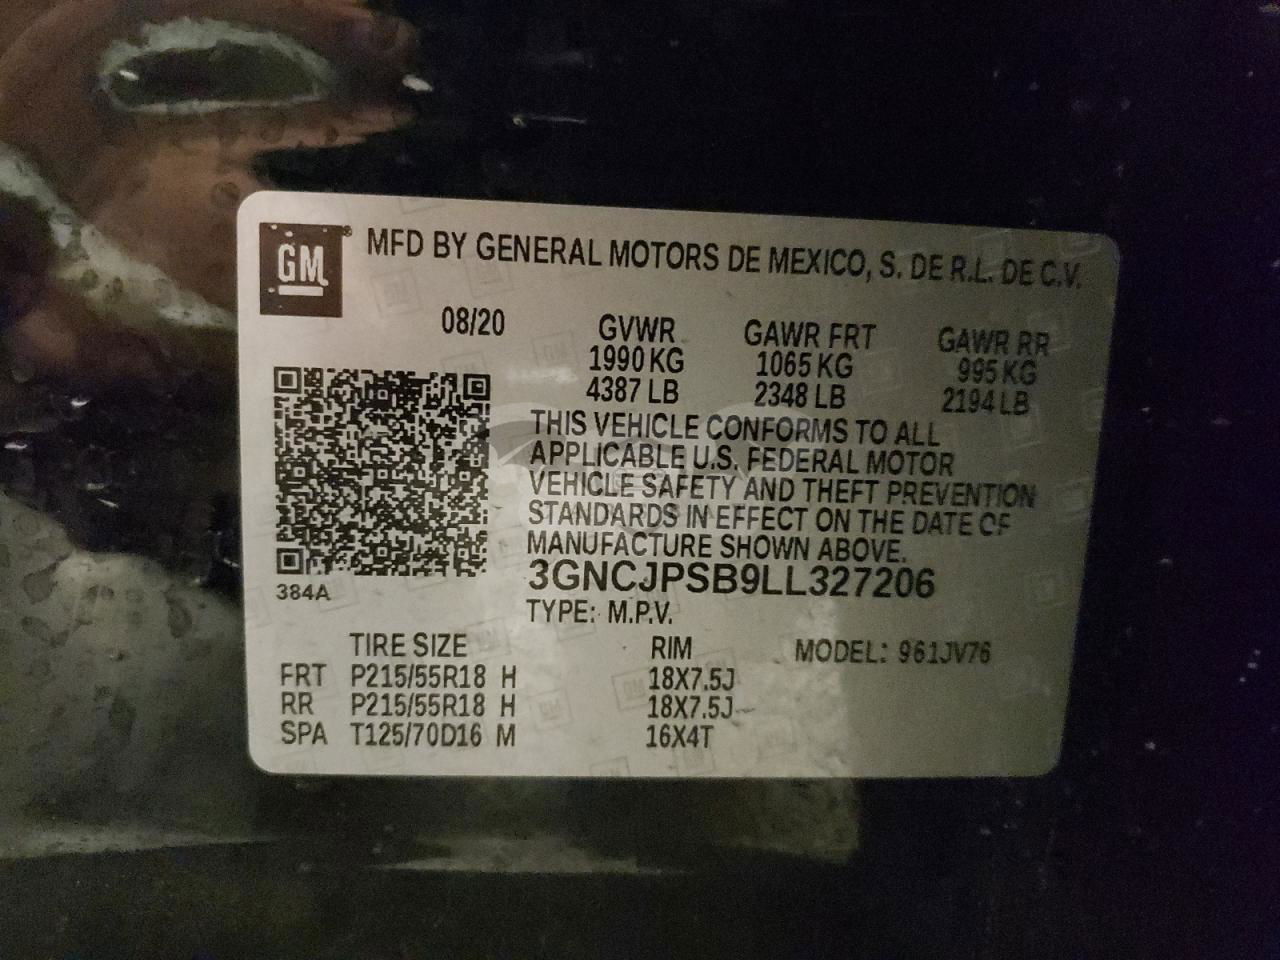 GM ® MFD BY GENERAL MOTORS DE MEXICO, S. DE R.L. DE C.V.
08/20 GVWR GAWR FRT GAWR RR
1990 KG 1065 KG 995 KG
4387 LB 2348 LB 2194 LB
THIS VEHICLE CONFORMS TO ALL
APPLICABLE U.S. FEDERAL MOTOR
VEHICLE SAFETY AND THEFT PREVENTION
STANDARDS IN EFFECT ON THE DATE OF
MANUFACTURE SHOWN ABOVE.
3GNCJPSB9LL327206
384A
TYPE: M.P.V.
TIRE SIZE RIM MODEL: 961JV76
FRT P215/55R18 H 18X7.5J
RR P215/55R18 H 18X7.5J
SPA T125/70D16 M 16X4T